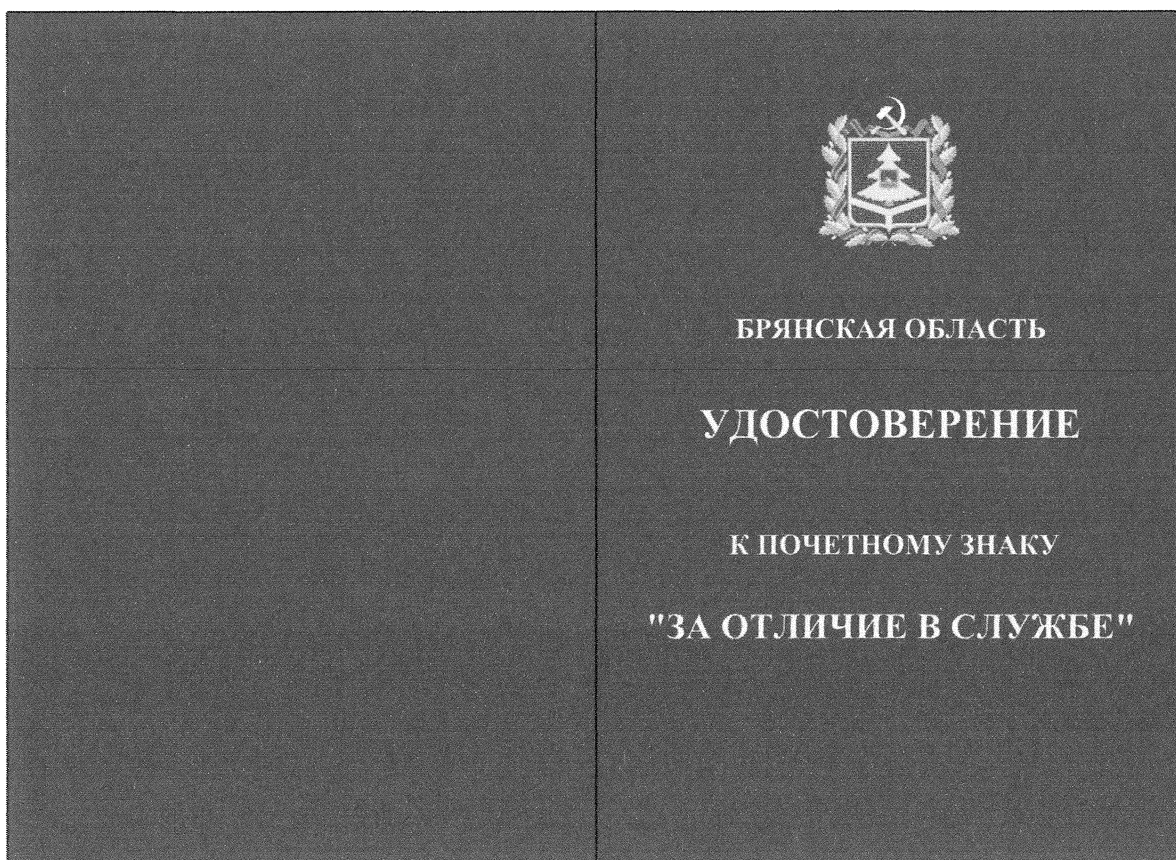 БРЯНСКАЯ ОБЛАСТЬ
УДОСТОВЕРЕНИЕ
К ПОЧЕТНОМУ ЗНАКУ
"ЗА ОТЛИЧИЕ В СЛУЖБЕ"